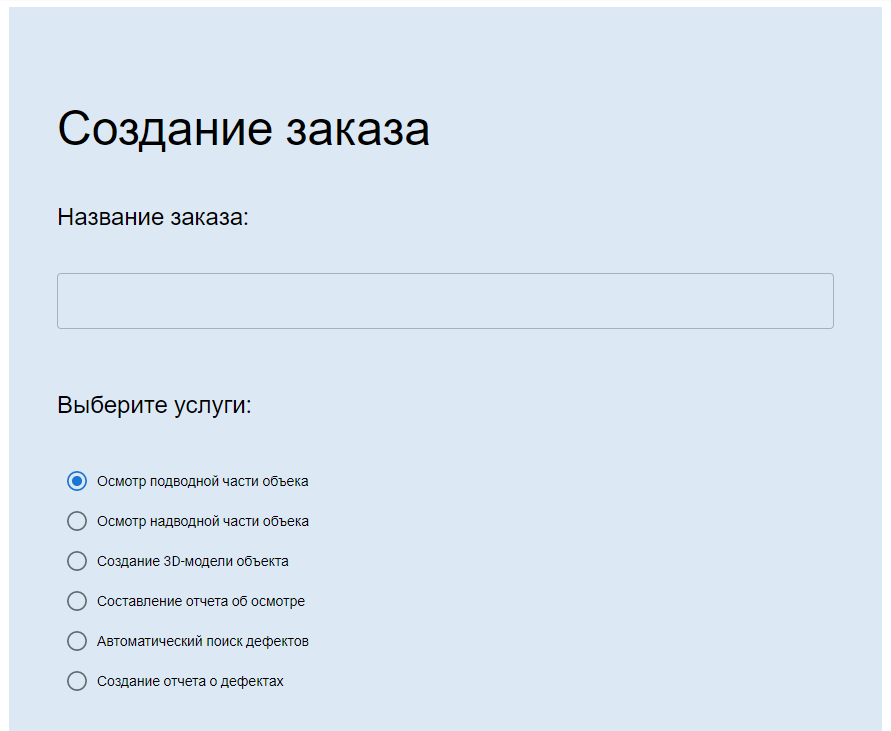 Создание заказа
Название заказа:
Выберите услуги:
Осмотр подводной части объека
Осмотр надводной части объека
Создание 3D-модели объекта
Составление отчета об осмотре
Автоматический поиск дефектов
Создание отчета о дефектах